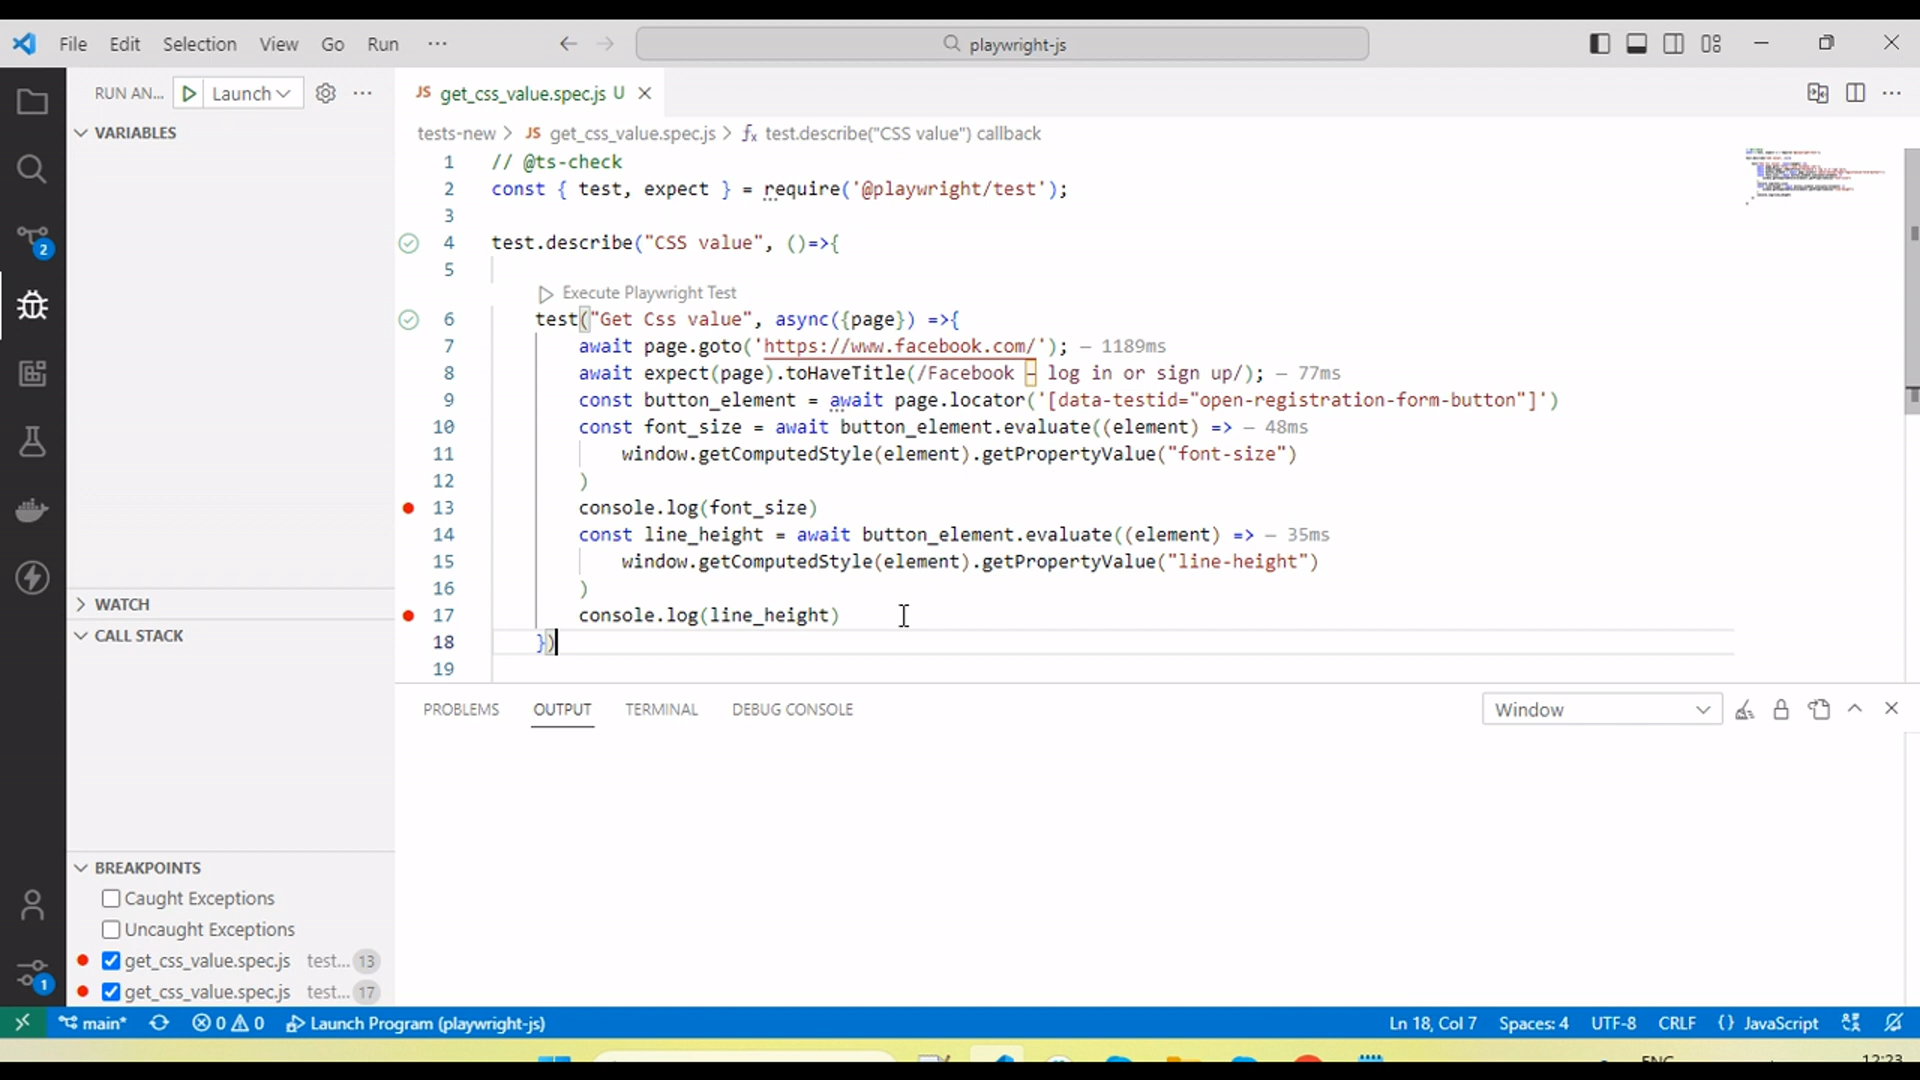 File Edit Selection View Go Run ··· playwright-js
RUN AN... Launch ··· JS get_css_value.spec.js U
VARIABLES
tests-new > JS get_css_value.spec.js > fx test.describe("CSS value") callback
1 // @ts-check
2 const { test, expect } = require('@playwright/test');
3
4 test.describe("CSS value", ()=>{
5
Execute Playwright Test
6 test("Get Css value", async({page}) =>{
7 await page.goto('https://www.facebook.com/'); — 1189ms
8 await expect(page).toHaveTitle(/Facebook – log in or sign up/); — 77ms
9 const button_element = await page.locator('[data-testid="open-registration-form-button"]')
10 const font_size = await button_element.evaluate((element) => — 48ms
11 window.getComputedStyle(element).getPropertyValue("font-size")
12 )
13 console.log(font_size)
14 const line_height = await button_element.evaluate((element) => — 35ms
15 window.getComputedStyle(element).getPropertyValue("line-height")
16 )
17 console.log(line_height)
18 })
19
2
WATCH
CALL STACK
PROBLEMS OUTPUT TERMINAL DEBUG CONSOLE Window
BREAKPOINTS
Caught Exceptions
Uncaught Exceptions
get_css_value.spec.js test... 13
get_css_value.spec.js test... 17
1
main* 0 0 Launch Program (playwright-js) Ln 18, Col 7 Spaces: 4 UTF-8 CRLF {} JavaScript
ENG 12:23